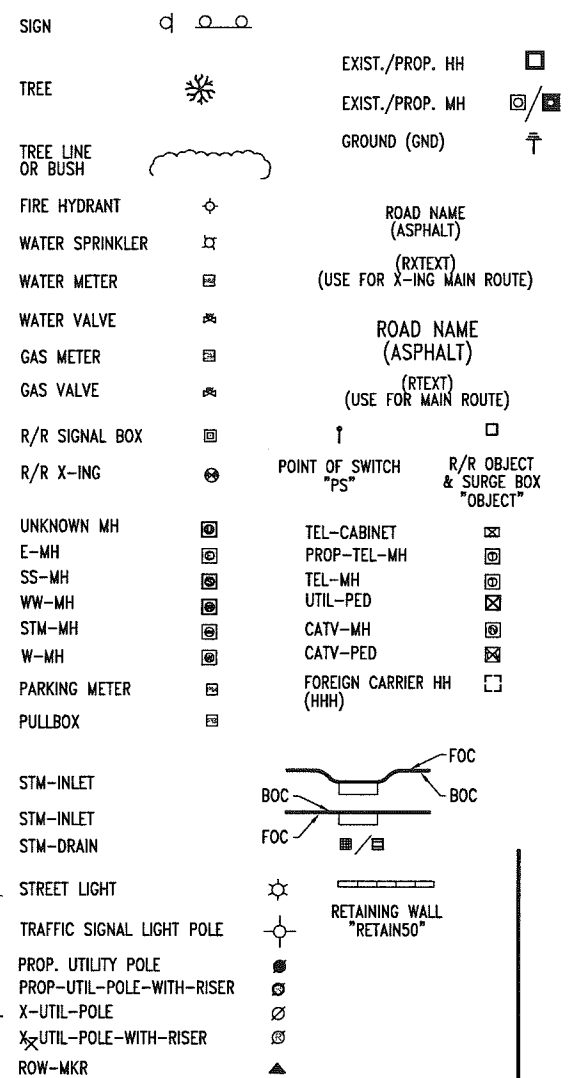 SIGN
TREE
TREE LINE
OR BUSH
FIRE HYDRANT
WATER SPRINKLER
WATER METER
WATER VALVE
GAS METER
GAS VALVE
R/R SIGNAL BOX
R/R X-ING
UNKNOWN MH
E-MH
SS-MH
WW-MH
STM-MH
W-MH
PARKING METER
PULLBOX
EXIST./PROP. HH
EXIST./PROP. MH
GROUND (GND)
ROAD NAME
(ASPHALT)
(RXTEXT)
(USE FOR X-ING MAIN ROUTE)
ROAD NAME
(ASPHALT)
(RTEXT)
(USE FOR MAIN ROUTE)
POINT OF SWITCH
"PS"
R/R OBJECT
& SURGE BOX
"OBJECT"
TEL-CABINET
PROP-TEL-MH
TEL-MH
UTIL-PED
CATV-MH
CATV-PED
FOREIGN CARRIER HH
(HHH)
STM-INLET
FOC
BOC
BOC
STM-INLET
FOC
STM-DRAIN
STREET LIGHT
RETAINING WALL
"RETAIN50"
TRAFFIC SIGNAL LIGHT POLE
PROP. UTILITY POLE
PROP-UTIL-POLE-WITH-RISER
X-UTIL-POLE
X-UTIL-POLE-WITH-RISER
ROW-MKR